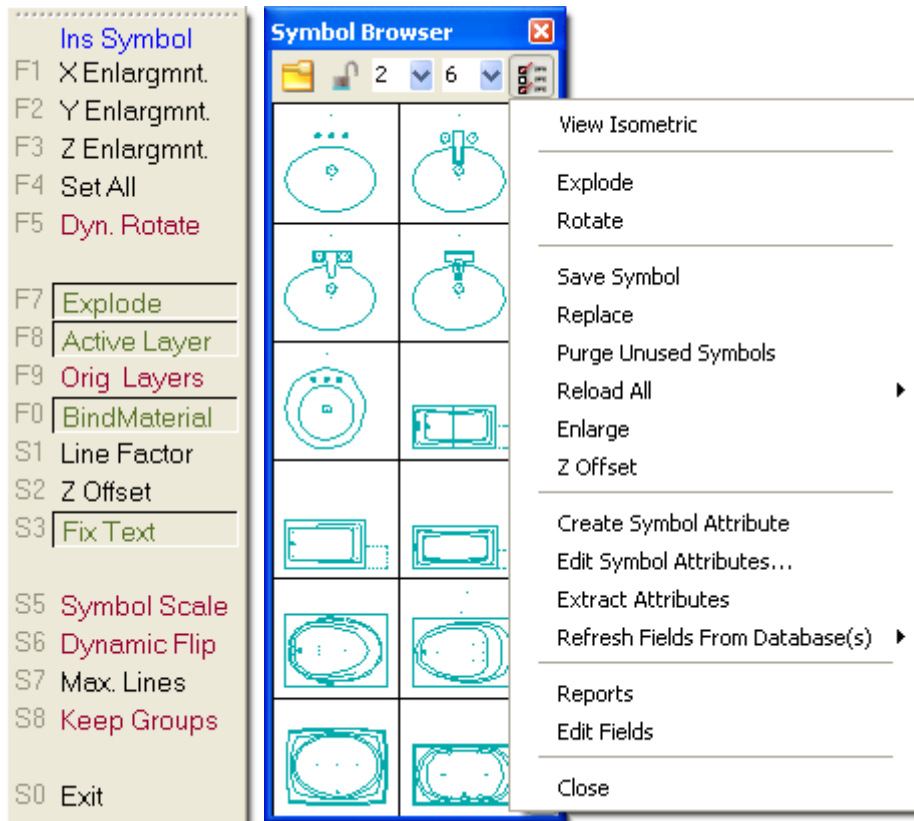 Ins Symbol
F1 X Enlargmnt.
F2 Y Enlargmnt.
F3 Z Enlargmnt.
F4 Set All
F5 Dyn. Rotate
F7 Explode
F8 Active Layer
F9 Orig Layers
F0 BindMaterial
S1 Line Factor
S2 Z Offset
S3 Fix Text
S5 Symbol Scale
S6 Dynamic Flip
S7 Max. Lines
S8 Keep Groups
S0 Exit
Symbol Browser
2 6
View Isometric
Explode
Rotate
Save Symbol
Replace
Purge Unused Symbols
Reload All
Enlarge
Z Offset
Create Symbol Attribute
Edit Symbol Attributes...
Extract Attributes
Refresh Fields From Database(s)
Reports
Edit Fields
Close